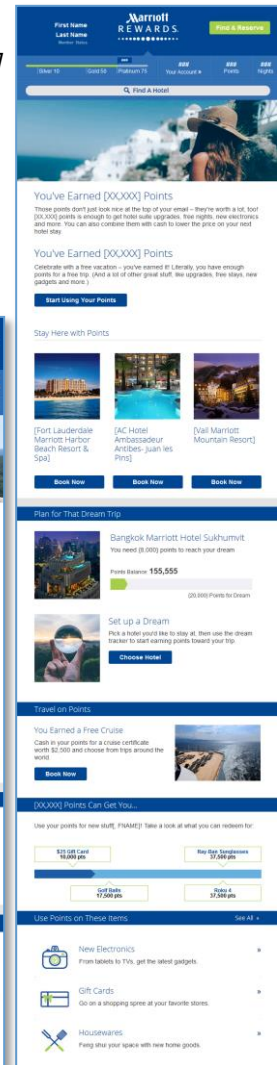 First Name
Last Name
Member Status
Marriott
REWARDS.
Find & Reserve
###
Silver 10
Gold 50
Platinum 75
###
Your Account
###
Points
###
Nights
Find A Hotel
You've Earned [XX,XXX] Points
Those points don't just look nice at the top of your email – they're worth a lot, too!
[XX,XXX] points is enough to get hotel suite upgrades, free nights, new electronics
and more. You can also combine them with cash to lower the price on your next
hotel stay.
You've Earned [XX,XXX] Points
Celebrate with a free vacation – you've earned it! Literally, you have enough
points for a free trip. (And a lot of other great stuff, like upgrades, free stays, new
gadgets and more.)
Start Using Your Points
Stay Here with Points
[Fort Lauderdale
Marriott Harbor
Beach Resort &
Spa]
[AC Hotel
Ambassadeur
Antibes- Juan les
Pins]
[Vail Marriott
Mountain Resort]
Book Now
Book Now
Book Now
Plan for That Dream Trip
Bangkok Marriott Hotel Sukhumvit
You need (8,000) points to reach your dream
Points Balance 155,555
(20,000) Points for Dream
Set up a Dream
Pick a hotel you'd like to stay at, then use the dream
tracker to start earning points toward your trip.
Choose Hotel
Travel on Points
You Earned a Free Cruise
Cash in your points for a cruise certificate
worth $2,500 and choose from trips around the
world.
Book Now
[XX,XXX] Points Can Get You...
Use your points for new stuff[, FNAME]! Take a look at what you can redeem for:
$25 Gift Card
10,000 pts
Ray-Ban Sunglasses
37,500 pts
Golf Balls
17,500 pts
Roku 4
37,500 pts
Use Points on These Items
See All »
New Electronics
From tablets to TVs, get the latest gadgets.
»
Gift Cards
Go on a shopping spree at your favorite stores.
»
Housewares
Feng shui your space with new home goods.
»